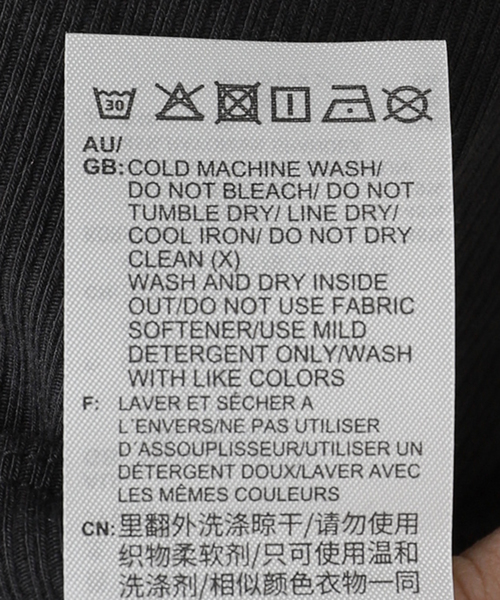 30
AU/
GB: COLD MACHINE WASH/
DO NOT BLEACH/ DO NOT
TUMBLE DRY/ LINE DRY/
COOL IRON/ DO NOT DRY
CLEAN (X)
WASH AND DRY INSIDE
OUT/DO NOT USE FABRIC
SOFTENER/USE MILD
DETERGENT ONLY/WASH
WITH LIKE COLORS
F: LAVER ET SÉCHER A
L´ENVERS/NE PAS UTILISER
D´ASSOUPLISSEUR/UTILISER UN
DÉTERGENT DOUX/LAVER AVEC
LES MÊMES COULEURS
CN: 里翻外洗涤晾干/请勿使用
织物柔软剂/只可使用温和
洗涤剂/相似颜色衣物一同